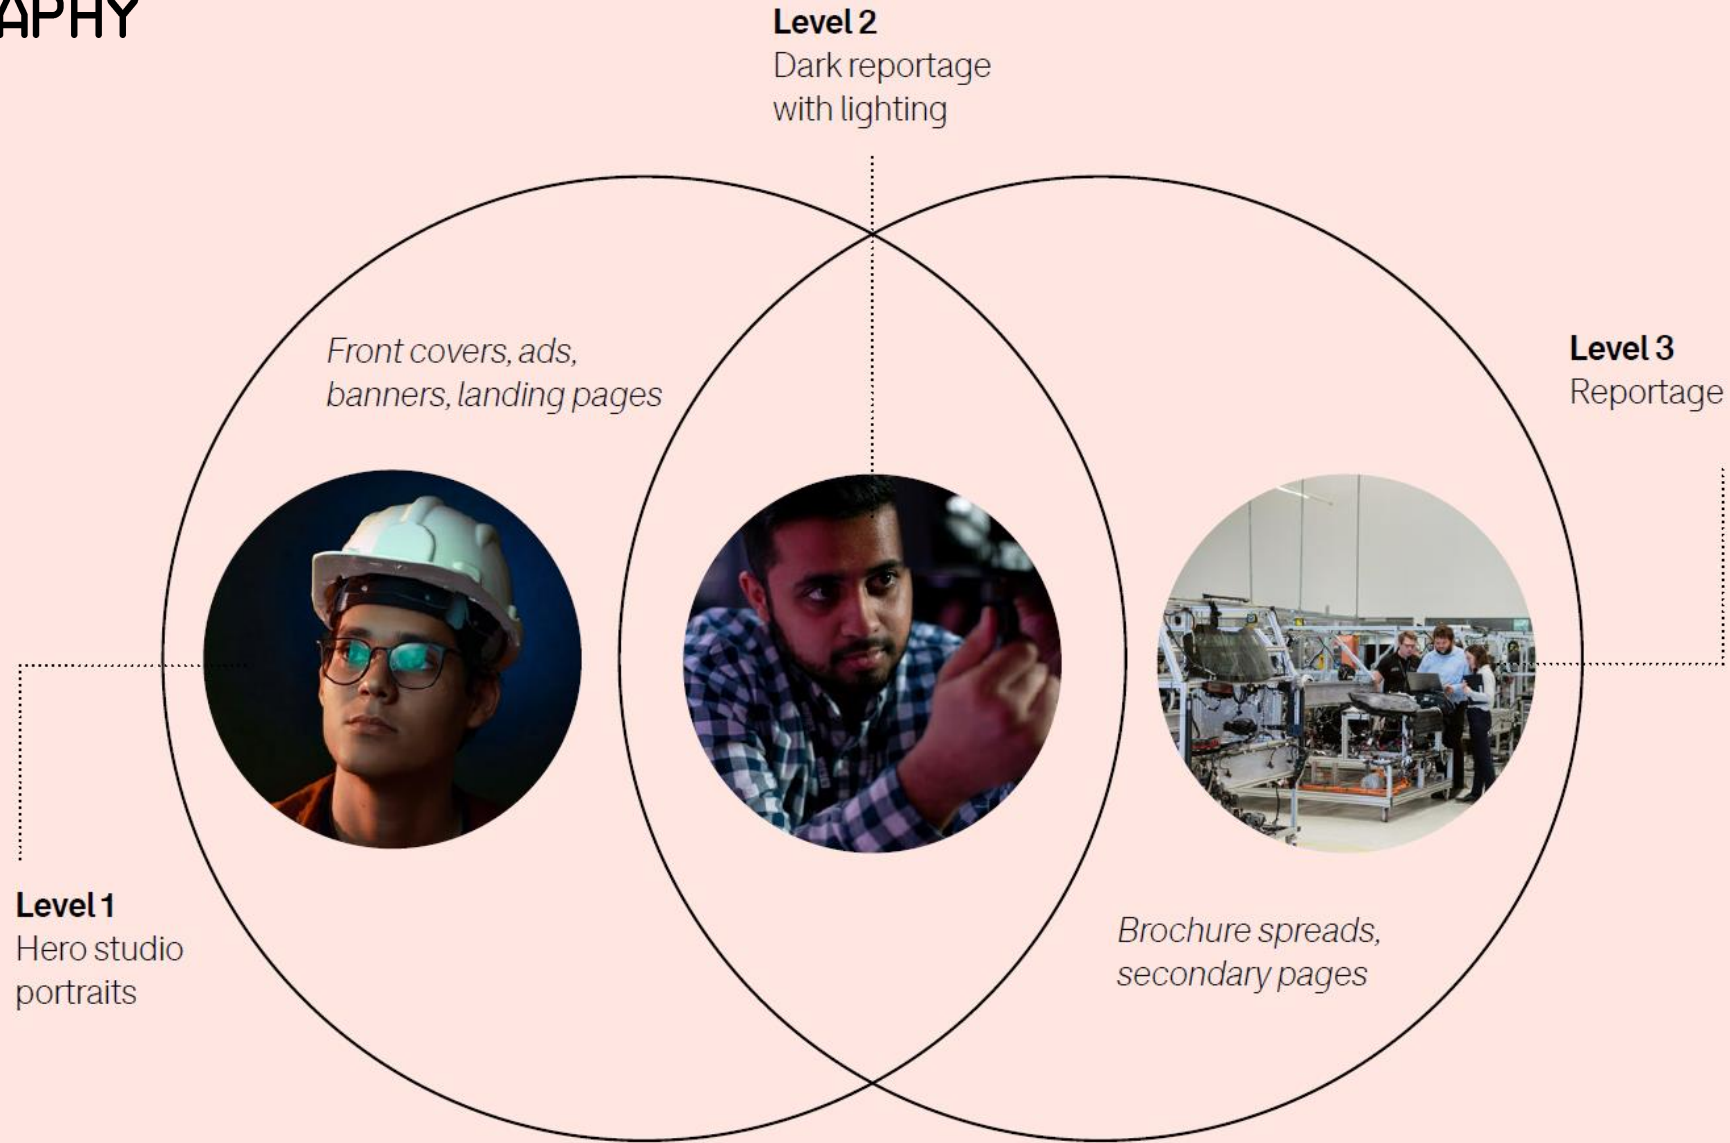 APHY
Level 2
Dark reportage
with lighting
Front covers, ads,
banners, landing pages
Level 3
Reportage
Level 1
Hero studio
portraits
Brochure spreads,
secondary pages